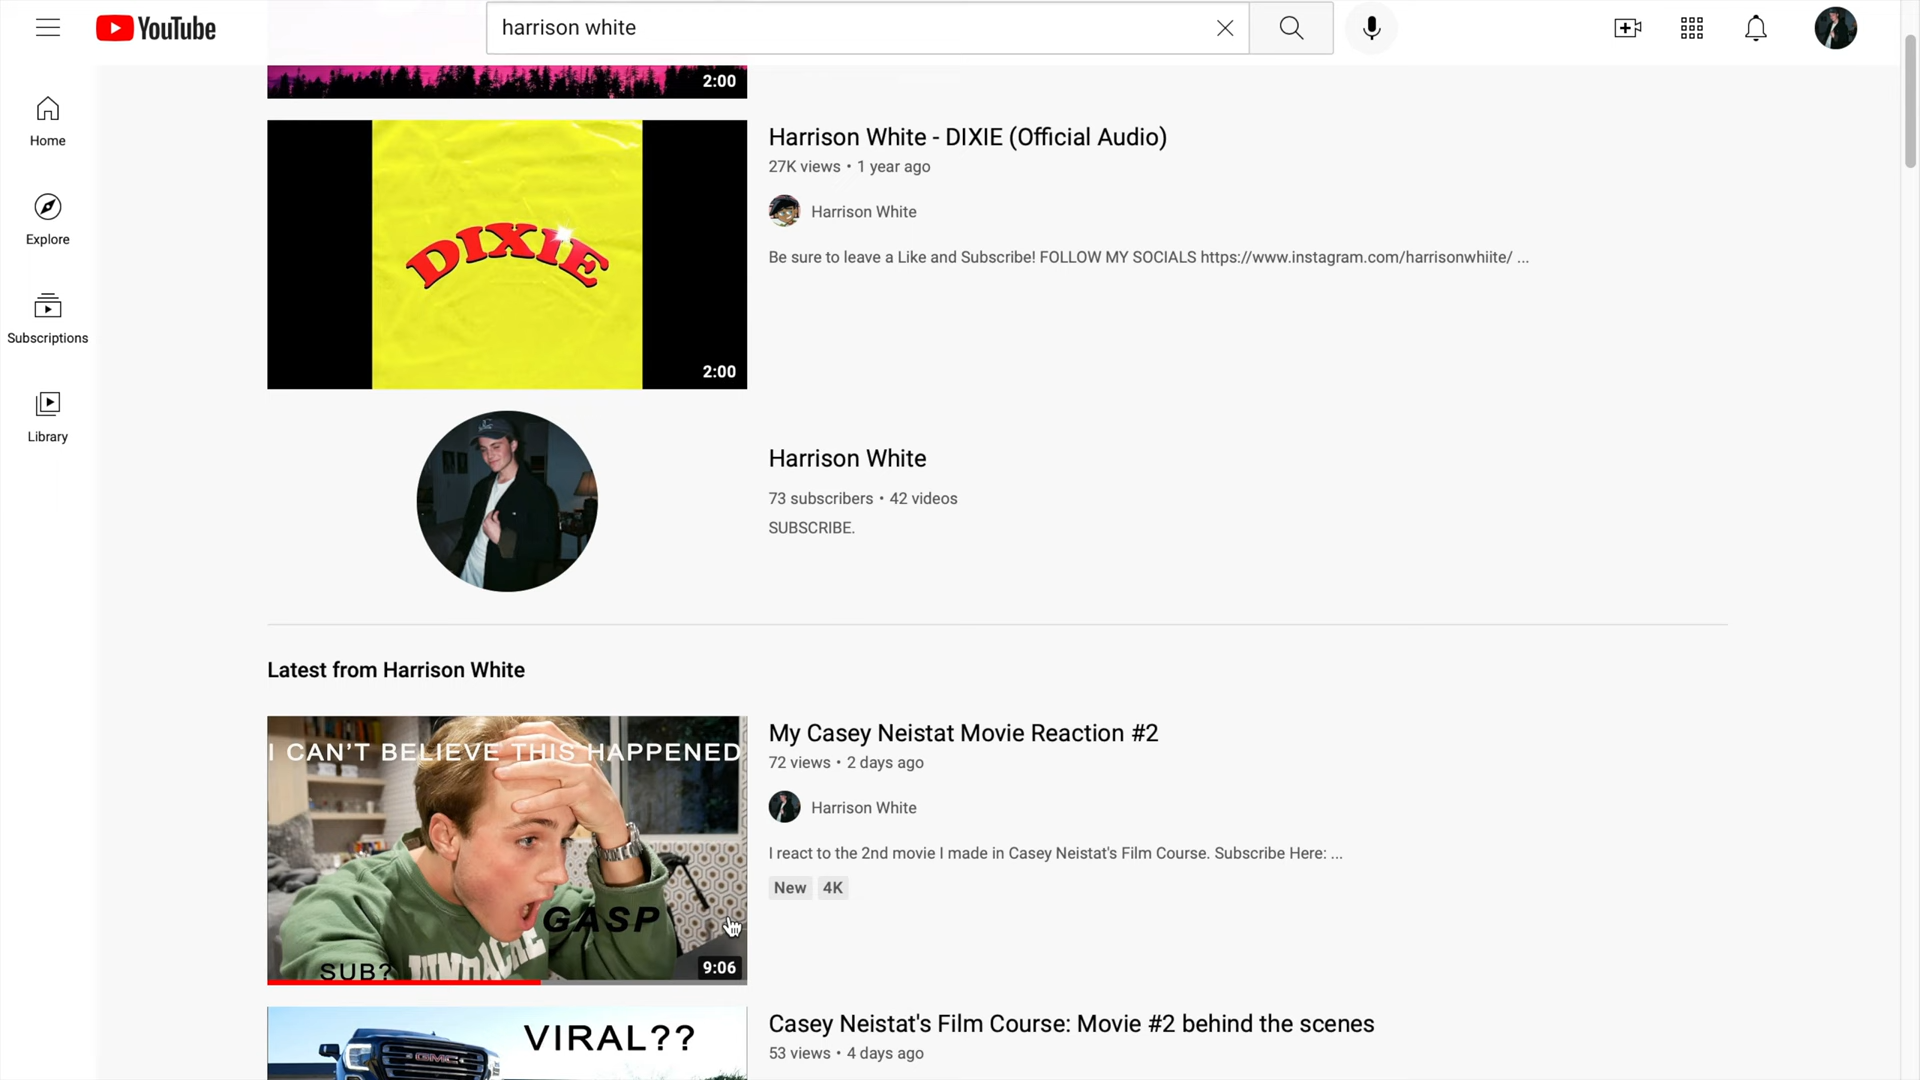 YouTube
harrison white
2:00
Home
Explore
Subscriptions
Library
DIXIE
2:00
Harrison White - DIXIE (Official Audio)
27K views • 1 year ago
Harrison White
Be sure to leave a Like and Subscribe! FOLLOW MY SOCIALS https://www.instagram.com/harrisonwhiite/ ...
Harrison White
73 subscribers • 42 videos
SUBSCRIBE.
Latest from Harrison White
I CAN'T BELIEVE THIS HAPPENED
GASP
SUB?
9:06
My Casey Neistat Movie Reaction #2
72 views • 2 days ago
Harrison White
I react to the 2nd movie I made in Casey Neistat's Film Course. Subscribe Here: ...
New 4K
VIRAL??
GMC
Casey Neistat's Film Course: Movie #2 behind the scenes
53 views • 4 days ago